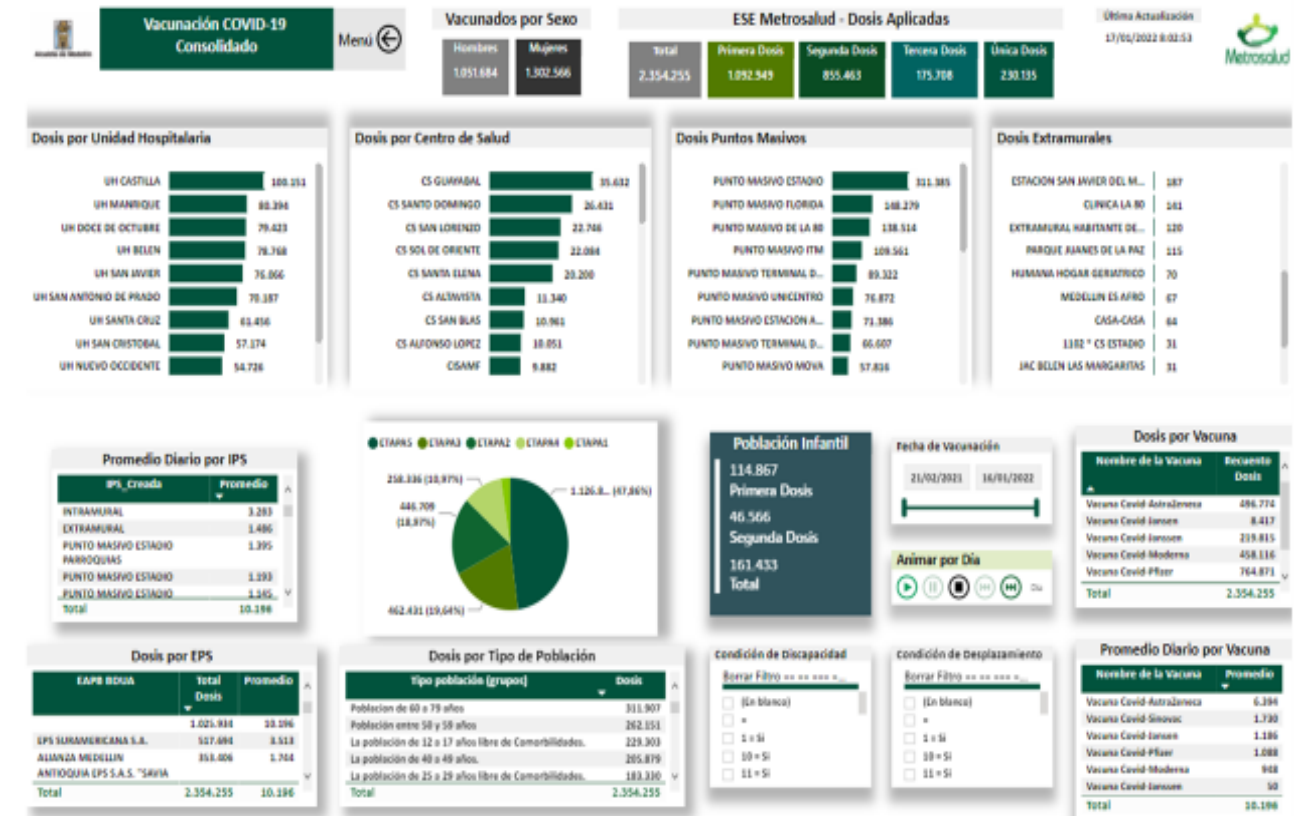 Vacunación COVID-19
Consolidado
Menú
Vacunados por Sexo
Hombres
1.051.684
Mujeres
1.302.566
ESE Metrosalud - Dosis Aplicadas
Total
2.354.255
Primera Dosis
1.092.949
Segunda Dosis
855.463
Tercera Dosis
175.708
Única Dosis
230.135
Última Actualización
17/01/2022 8:02:53
Metrosalud
Dosis por Unidad Hospitalaria
UH CASTILLA 100.151
UH MANRIQUE 80.394
UH DOCE DE OCTUBRE 79.423
UH BELEN 78.768
UH SAN JAVIER 76.066
UH SAN ANTONIO DE PRADO 70.187
UH SANTA CRUZ 61.456
UH SAN CRISTOBAL 57.174
UH NUEVO OCCIDENTE 54.726
Dosis por Centro de Salud
CS GUAYABAL 35.632
CS SANTO DOMINGO 26.431
CS SAN LORENZO 22.746
CS SOL DE ORIENTE 22.084
CS SANTA ELENA 20.200
CS ALTAVISTA 11.340
CS SAN BLAS 10.961
CS ALFONSO LOPEZ 10.051
CISAMF 9.882
Dosis Puntos Masivos
PUNTO MASIVO ESTADIO 311.385
PUNTO MASIVO FLORIDA 148.279
PUNTO MASIVO DE LA 80 138.514
PUNTO MASIVO ITM 109.561
PUNTO MASIVO TERMINAL D... 89.322
PUNTO MASIVO UNICENTRO 76.872
PUNTO MASIVO ESTACION A... 71.386
PUNTO MASIVO TERMINAL D... 66.607
PUNTO MASIVO MOVA 57.816
Dosis Extramurales
ESTACION SAN JAVIER DEL M... 187
CLINICA LA 80 141
EXTRAMURAL HABITANTE DE... 120
PARQUE JUANES DE LA PAZ 115
HUMANA HOGAR GERIATRICO 70
MEDELLIN ES AFRO 67
CASA-CASA 64
1102 * CS ESTADIO 31
JAC BELEN LAS MARGARITAS 31
Promedio Diario por IPS
IPS_Creada Promedio
INTRAMURAL 3.283
EXTRAMURAL 1.486
PUNTO MASIVO ESTADIO 1.395
PARROQUIAS
PUNTO MASIVO ESTADIO 1.193
PUNTO MASIVO ESTADIO 1.145
Total 10.196
ETAPA5 ETAPA3 ETAPA2 ETAPA4 ETAPA1
258.336 (10,97%)
1.126.8... (47,86%)
446.709
(18,97%)
462.431 (19,64%)
Población Infantil
114.867
Primera Dosis
46.566
Segunda Dosis
161.433
Total
Fecha de Vacunación
21/02/2021 16/01/2022
Animar por Dia
Dia
Dosis por Vacuna
Nombre de la Vacuna Recuento
Dosis
Vacuna Covid-AstraZeneca 496.774
Vacuna Covid-Jansen 8.417
Vacuna Covid-Janssen 219.815
Vacuna Covid-Moderna 458.116
Vacuna Covid-Pfizer 764.871
Total 2.354.255
Dosis por EPS
EAPB BDUA Total Promedio
Dosis
1.025.934 10.196
EPS SURAMERICANA S.A. 517.694 3.513
ALIANZA MEDELLIN 353.406 1.744
ANTIOQUIA EPS S.A.S. "SAVIA
Total 2.354.255 10.196
Dosis por Tipo de Población
Tipo población (grupos) Dosis
Poblacion de 60 a 79 años 311.907
Población entre 50 y 59 años 262.151
La población de 12 a 17 años libre de Comorbilidades. 229.303
La población de 40 a 49 años. 205.879
La población de 25 a 29 años libre de Comorbilidades. 183.330
Total 2.354.255
Condición de Discapacidad
Borrar Filtro == == === =...
(En blanco)
=
1 = Si
10 = Si
11 = Si
Condición de Desplazamiento
Borrar Filtro == == === =...
(En blanco)
=
1 = Si
10 = Si
11 = Si
Promedio Diario por Vacuna
Nombre de la Vacuna Promedio
Vacuna Covid-AstraZeneca 6.394
Vacuna Covid-Sinovac 1.730
Vacuna Covid-Jansen 1.186
Vacuna Covid-Pfizer 1.088
Vacuna Covid-Moderna 948
Vacuna Covid-Janssen 50
Total 10.196